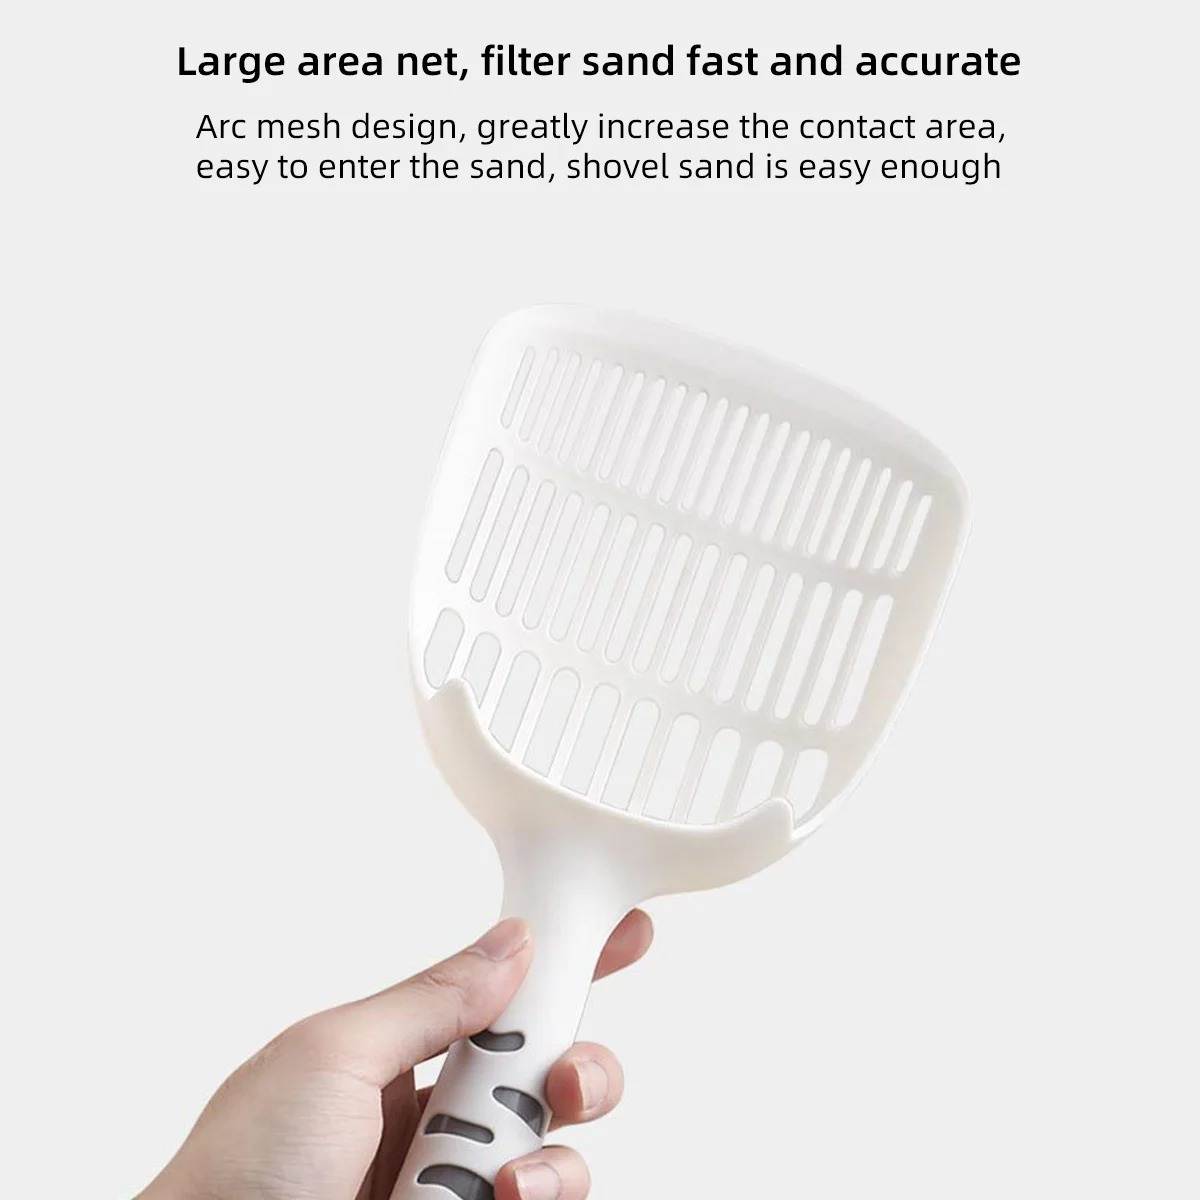 Large area net, filter sand fast and accurate
Arc mesh design, greatly increase the contact area,
easy to enter the sand, shovel sand is easy enough